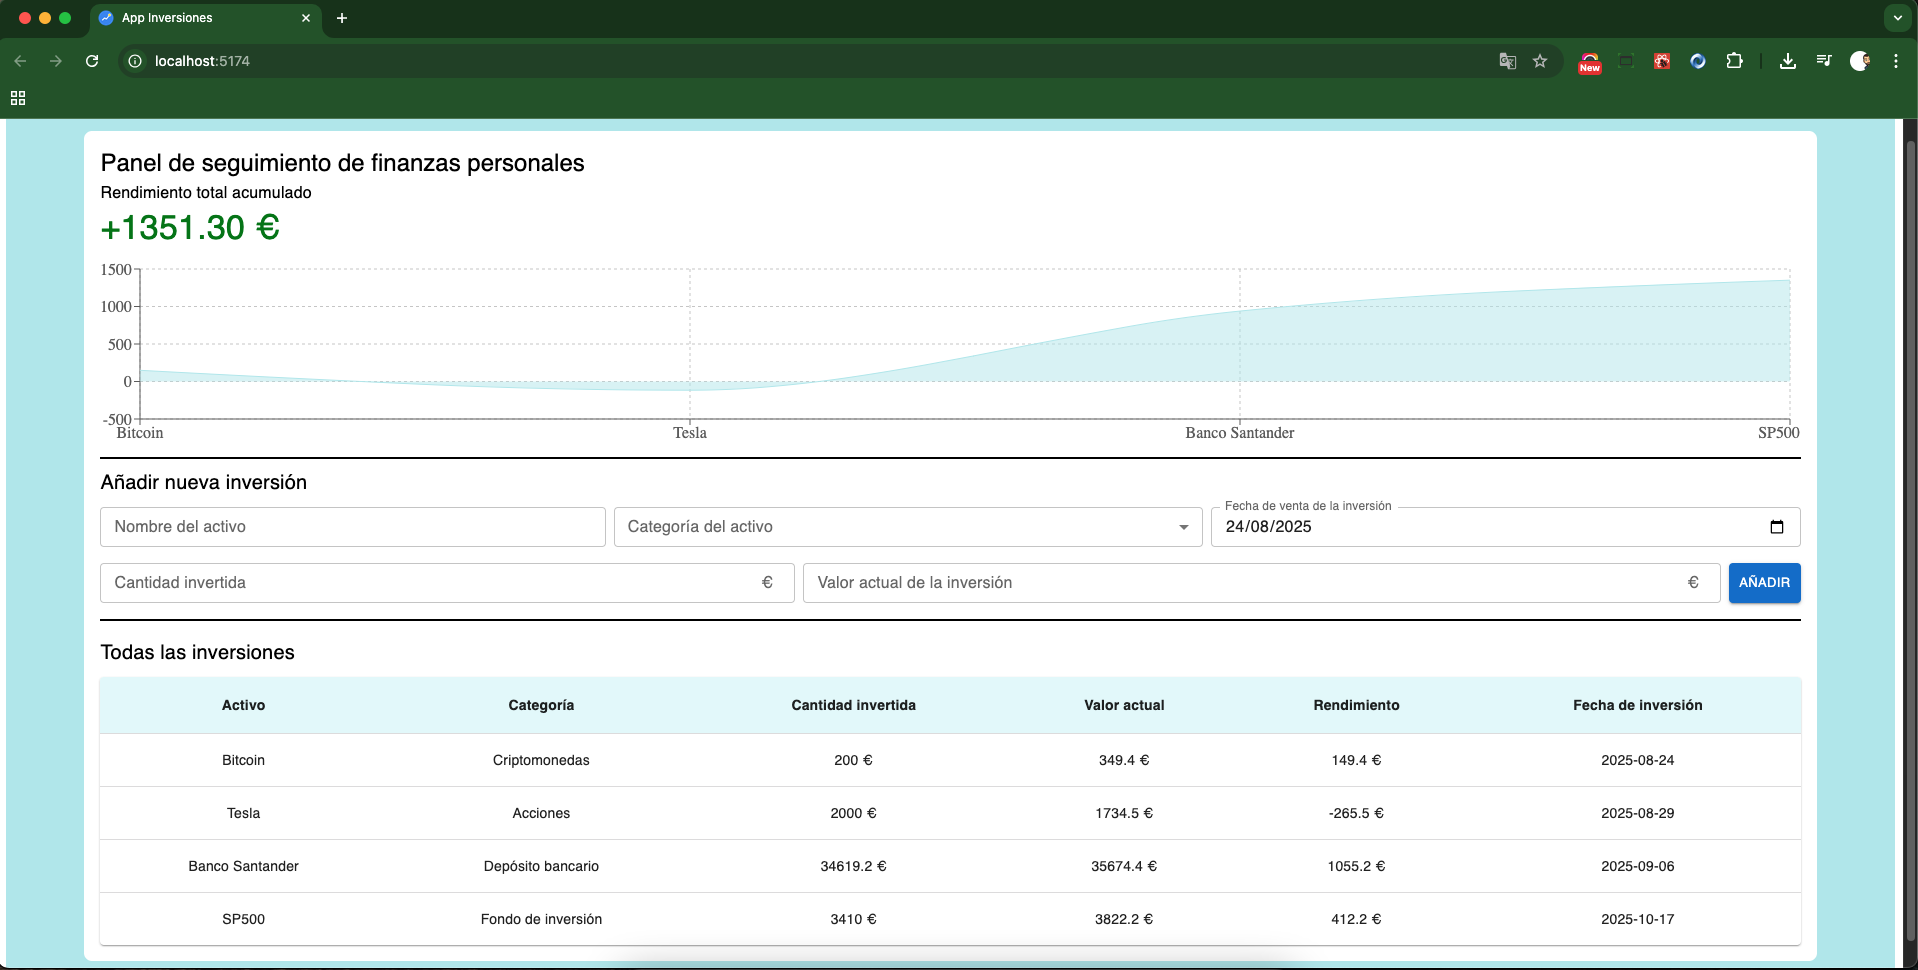 App Inversiones
localhost:5174
New
Panel de seguimiento de finanzas personales
Rendimiento total acumulado
+1351.30 €
1500
1000
500
0
-500
Bitcoin Tesla Banco Santander SP500
Añadir nueva inversión
Fecha de venta de la inversión
Nombre del activo Categoría del activo 24/08/2025
Cantidad invertida € Valor actual de la inversión € AÑADIR
Todas las inversiones
Activo Categoría Cantidad invertida Valor actual Rendimiento Fecha de inversión
Bitcoin Criptomonedas 200 € 349.4 € 149.4 € 2025-08-24
Tesla Acciones 2000 € 1734.5 € -265.5 € 2025-08-29
Banco Santander Depósito bancario 34619.2 € 35674.4 € 1055.2 € 2025-09-06
SP500 Fondo de inversión 3410 € 3822.2 € 412.2 € 2025-10-17